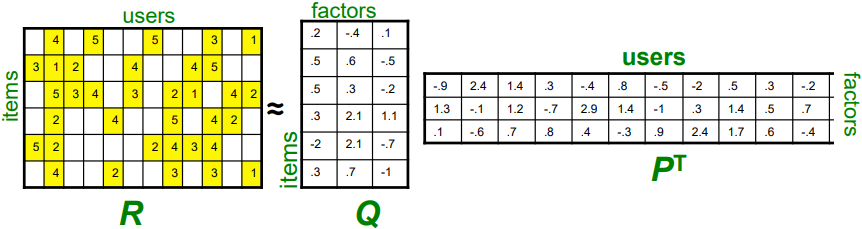 users
items
4 5 5 3 1
3 1 2 4 4 5
5 3 4 3 2 1 4 2
2 4 5 4 2
5 2 2 4 3 4
4 2 3 3 1
R
≈
factors
items
.2 -.4 .1
.5 .6 -.5
.5 .3 -.2
.3 2.1 1.1
-2 2.1 -.7
.3 .7 -1
Q
users
factors
-.9 2.4 1.4 .3 -.4 .8 -.5 -2 .5 .3 -.2
1.3 -.1 1.2 -.7 2.9 1.4 -1 .3 1.4 .5 .7
.1 -.6 .7 .8 .4 -.3 .9 2.4 1.7 .6 -.4
PT